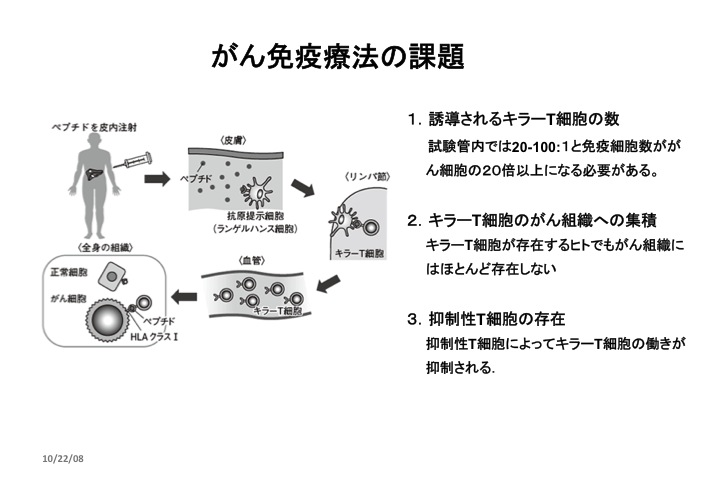 がん免疫療法の課題
ペプチドを皮内注射
〈皮膚〉
ペプチド
抗原提示細胞
(ランゲルハンス細胞)
〈リンパ節〉
キラーT細胞
〈血管〉
キラーT細胞
〈全身の組織〉
正常細胞
がん細胞
ペプチド
HLAクラスⅠ
1．誘導されるキラーT細胞の数
試験管内では20-100:1と免疫細胞数がが
ん細胞の20倍以上になる必要がある。
2．キラーT細胞のがん組織への集積
キラーT細胞が存在するヒトでもがん組織に
はほとんど存在しない
3．抑制性T細胞の存在
抑制性T細胞によってキラーT細胞の働きが
抑制される.
10/22/08